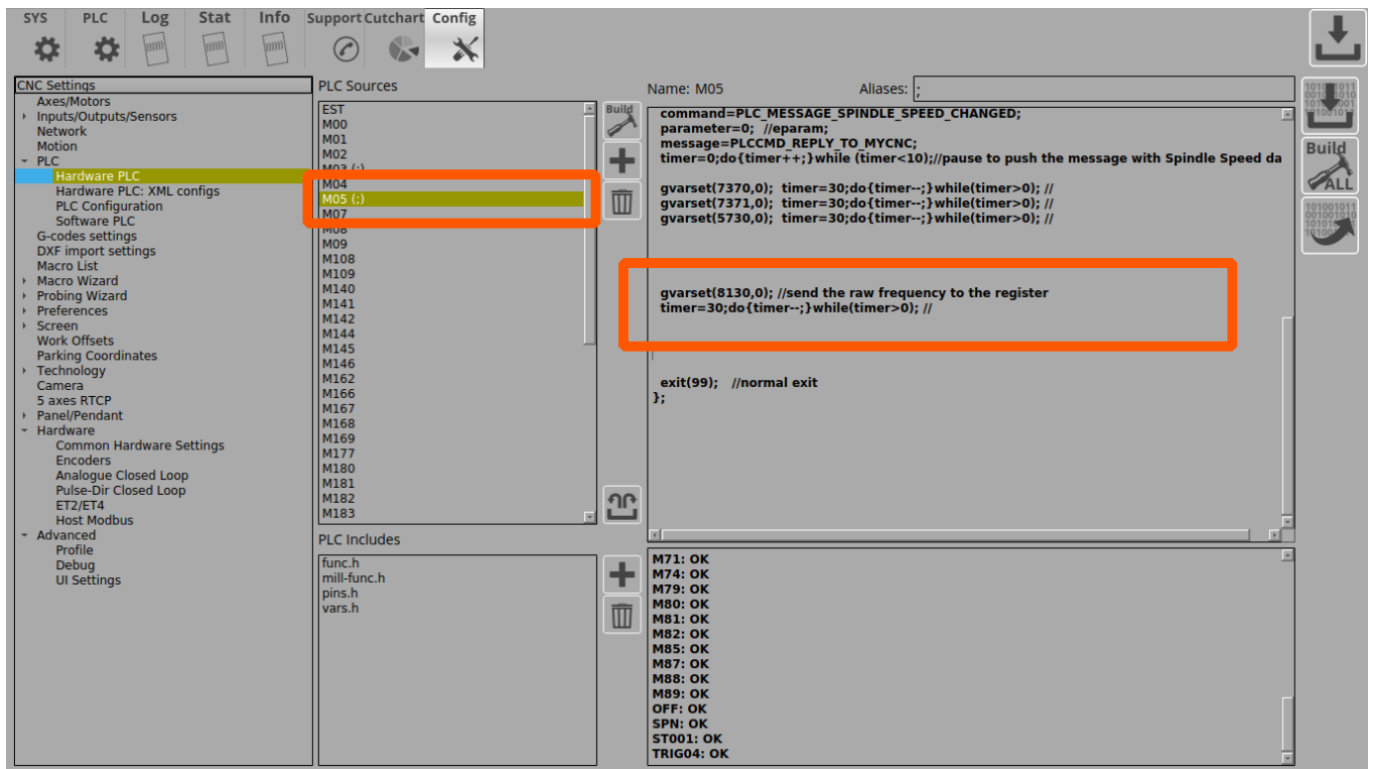 SYS PLC Log Stat Info Support Cutchart Config
CNC Settings
Axes/Motors
Inputs/Outputs/Sensors
Network
Motion
PLC
Hardware PLC
Hardware PLC: XML configs
PLC Configuration
Software PLC
G-codes settings
DXF import settings
Macro List
Macro Wizard
Probing Wizard
Preferences
Screen
Work Offsets
Parking Coordinates
Technology
Camera
5 axes RTCP
Panel/Pendant
Hardware
Common Hardware Settings
Encoders
Analogue Closed Loop
Pulse-Dir Closed Loop
ET2/ET4
Host Modbus
Advanced
Profile
Debug
UI Settings
PLC Sources
EST
M00
M01
M02
M03 (;)
M04
M05 (;)
M07
M08
M09
M108
M109
M140
M141
M142
M144
M145
M146
M162
M166
M167
M168
M169
M177
M180
M181
M182
M183
Build
PLC Includes
func.h
mill-func.h
pins.h
vars.h
Name: M05 Aliases: ;
command=PLC_MESSAGE_SPINDLE_SPEED_CHANGED;
parameter=0; //eparam;
message=PLCCMD_REPLY_TO_MYCNC;
timer=0;do{timer++;}while (timer<10);//pause to push the message with Spindle Speed da
gvarset(7370,0); timer=30;do{timer--;}while(timer>0); //
gvarset(7371,0); timer=30;do{timer--;}while(timer>0); //
gvarset(5730,0); timer=30;do{timer--;}while(timer>0); //
gvarset(8130,0); //send the raw frequency to the register
timer=30;do{timer--;}while(timer>0); //
exit(99); //normal exit
};
M71: OK
M74: OK
M79: OK
M80: OK
M81: OK
M82: OK
M85: OK
M87: OK
M88: OK
M89: OK
OFF: OK
SPN: OK
ST001: OK
TRIG04: OK
Build
ALL